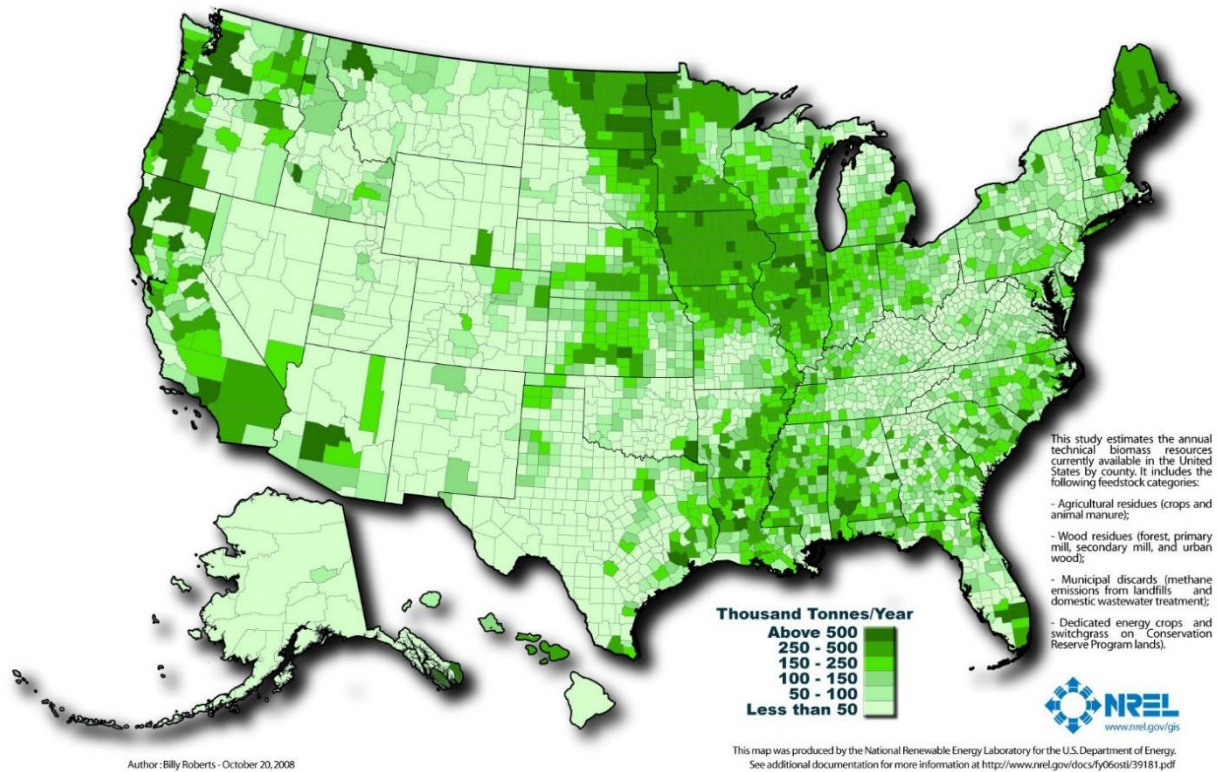 This study estimates the annual
technical biomass resources
currently available in the United
States by county. It includes the
following feedstock categories:
- Agricultural residues (crops and
animal manure);
- Wood residues (forest, primary
mill, secondary mill, and urban
wood);
- Municipal discards (methane
emissions from landfills and
domestic wastewater treatment);
- Dedicated energy crops and
switchgrass on Conservation
Reserve Program lands).
Thousand Tonnes/Year
Above 500
250 - 500
150 - 250
100 - 150
50 - 100
Less than 50
NREL
www.nrel.gov/gis
Author : Billy Roberts - October 20, 2008
This map was produced by the National Renewable Energy Laboratory for the U.S. Department of Energy.
See additional documentation for more information at http://www.nrel.gov/docs/fy06osti/39181.pdf